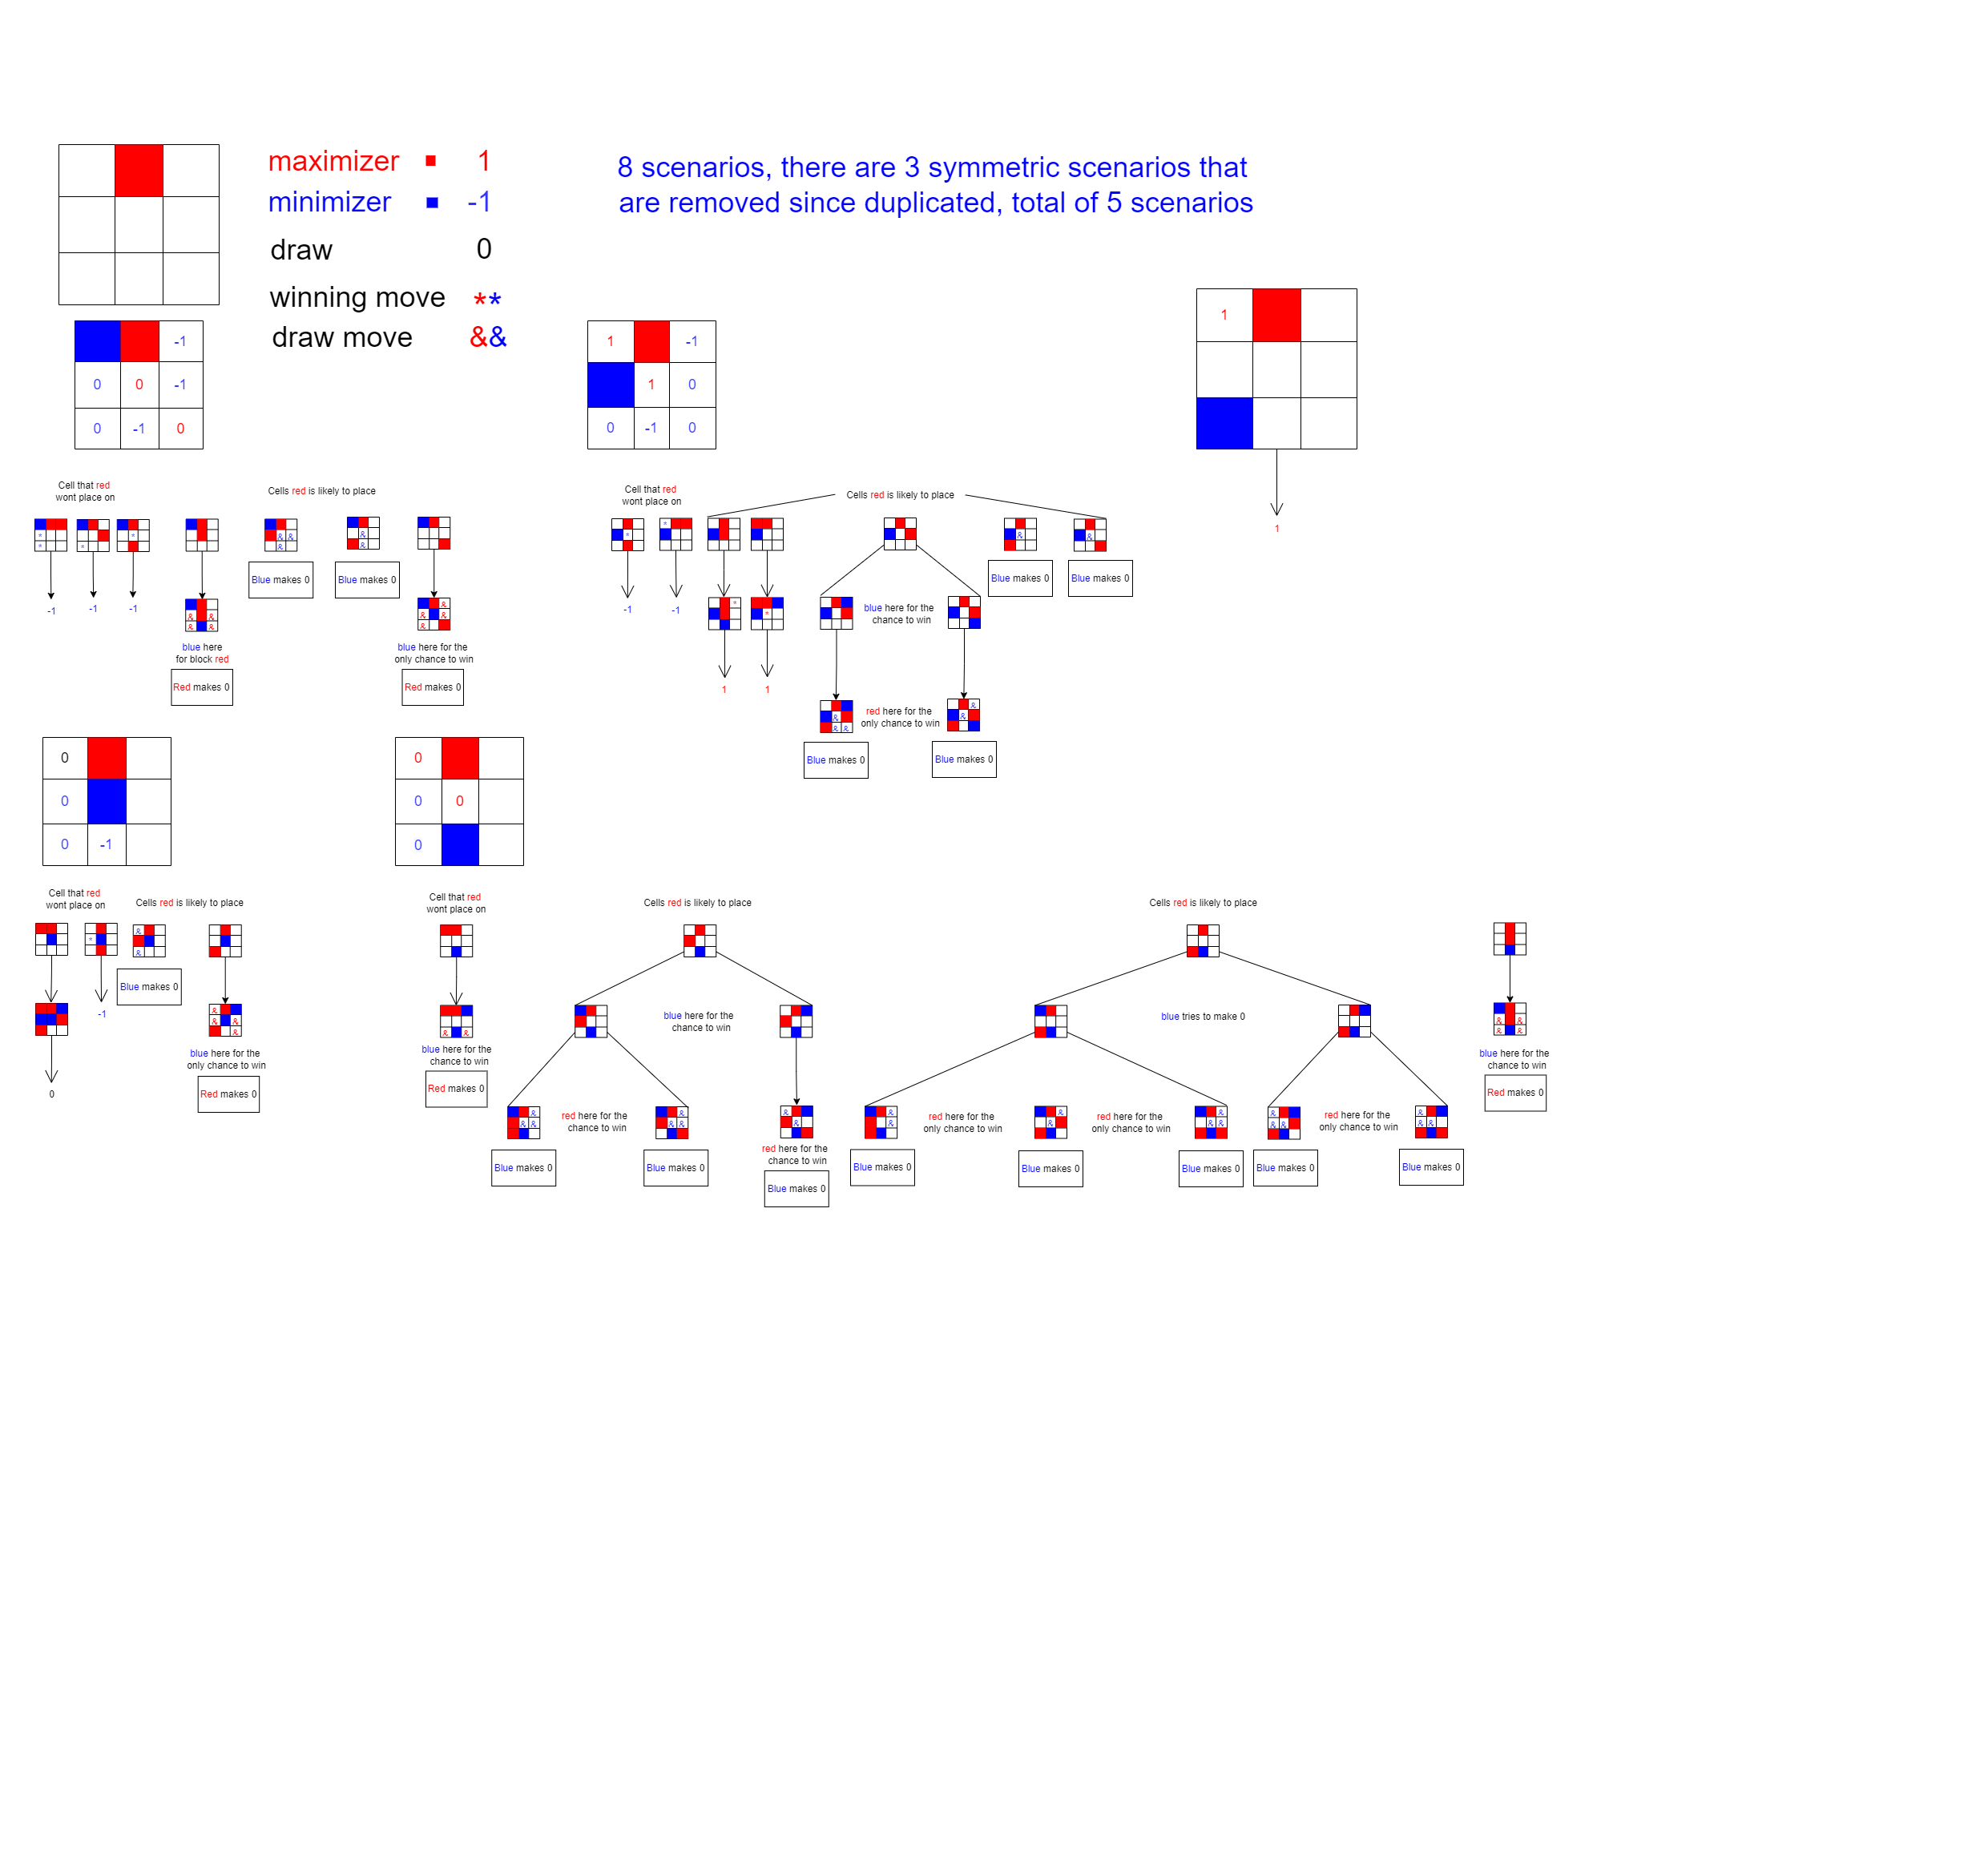 maximizer 1
minimizer -1
draw 0
winning move **
draw move &&
8 scenarios, there are 3 symmetric scenarios that
are removed since duplicated, total of 5 scenarios
-1
0 0 -1
0 -1 0
1 -1
1 0
0 -1 0
1
1
Cell that red
wont place on
Cells red is likely to place
* & &
* * * & &
* &
-1 -1 -1
Blue makes 0
Blue makes 0
&
& & & &
& & &
blue here
for block red
Red makes 0
blue here for the
only chance to win
Red makes 0
Cell that red
wont place on
Cells red is likely to place
*
* & &
-1 -1
Blue makes 0
Blue makes 0
*
*
1 1
blue here for the
chance to win
&
& &
& &
red here for the
only chance to win
Blue makes 0
Blue makes 0
0
0
0 -1
0
0 0
0
Cell that red
wont place on
Cells red is likely to place
&
*
&
-1
0
Blue makes 0
&
& &
&
blue here for the
only chance to win
Red makes 0
Cell that red
wont place on
& &
blue here for the
chance to win
Red makes 0
Cells red is likely to place
blue here for the
chance to win
& &
& & & &
red here for the
chance to win
Blue makes 0
Blue makes 0
&
&
red here for the
chance to win
Blue makes 0
Cells red is likely to place
blue tries to make 0
& & & & &
& & & & & & &
& &
red here for the
only chance to win
red here for the
only chance to win
red here for the
only chance to win
Blue makes 0
Blue makes 0
Blue makes 0
Blue makes 0
Blue makes 0
& &
& &
blue here for the
chance to win
Red makes 0